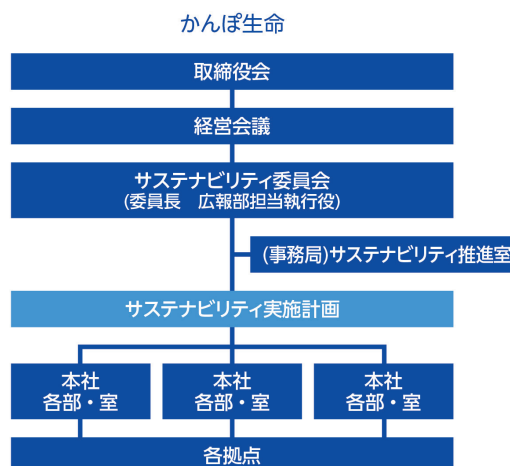 かんぽ生命
取締役会
経営会議
サステナビリティ委員会
(委員長　広報部担当執行役)
(事務局)サステナビリティ推進室
サステナビリティ実施計画
本社
各部・室
本社
各部・室
本社
各部・室
各拠点